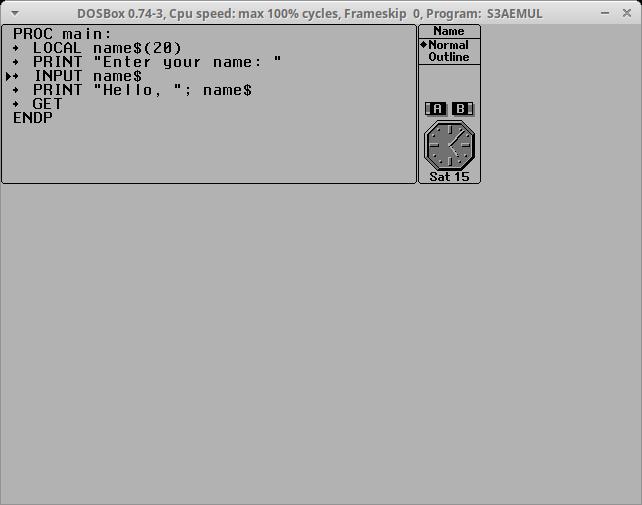 DOSBox 0.74-3, Cpu speed: max 100% cycles, Frameskip 0, Program: S3AEMUL
PROC main:
LOCAL name$(20)
PRINT "Enter your name: "
INPUT name$
PRINT "Hello, "; name$
GET
ENDP
Name
Normal
Outline
A B
Sat 15